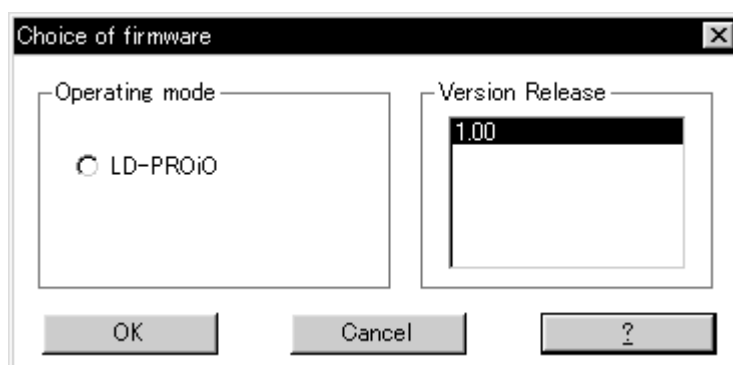 Choice of firmware
Operating mode
Version Release
1.00
LD-PROiO
OK
Cancel
?